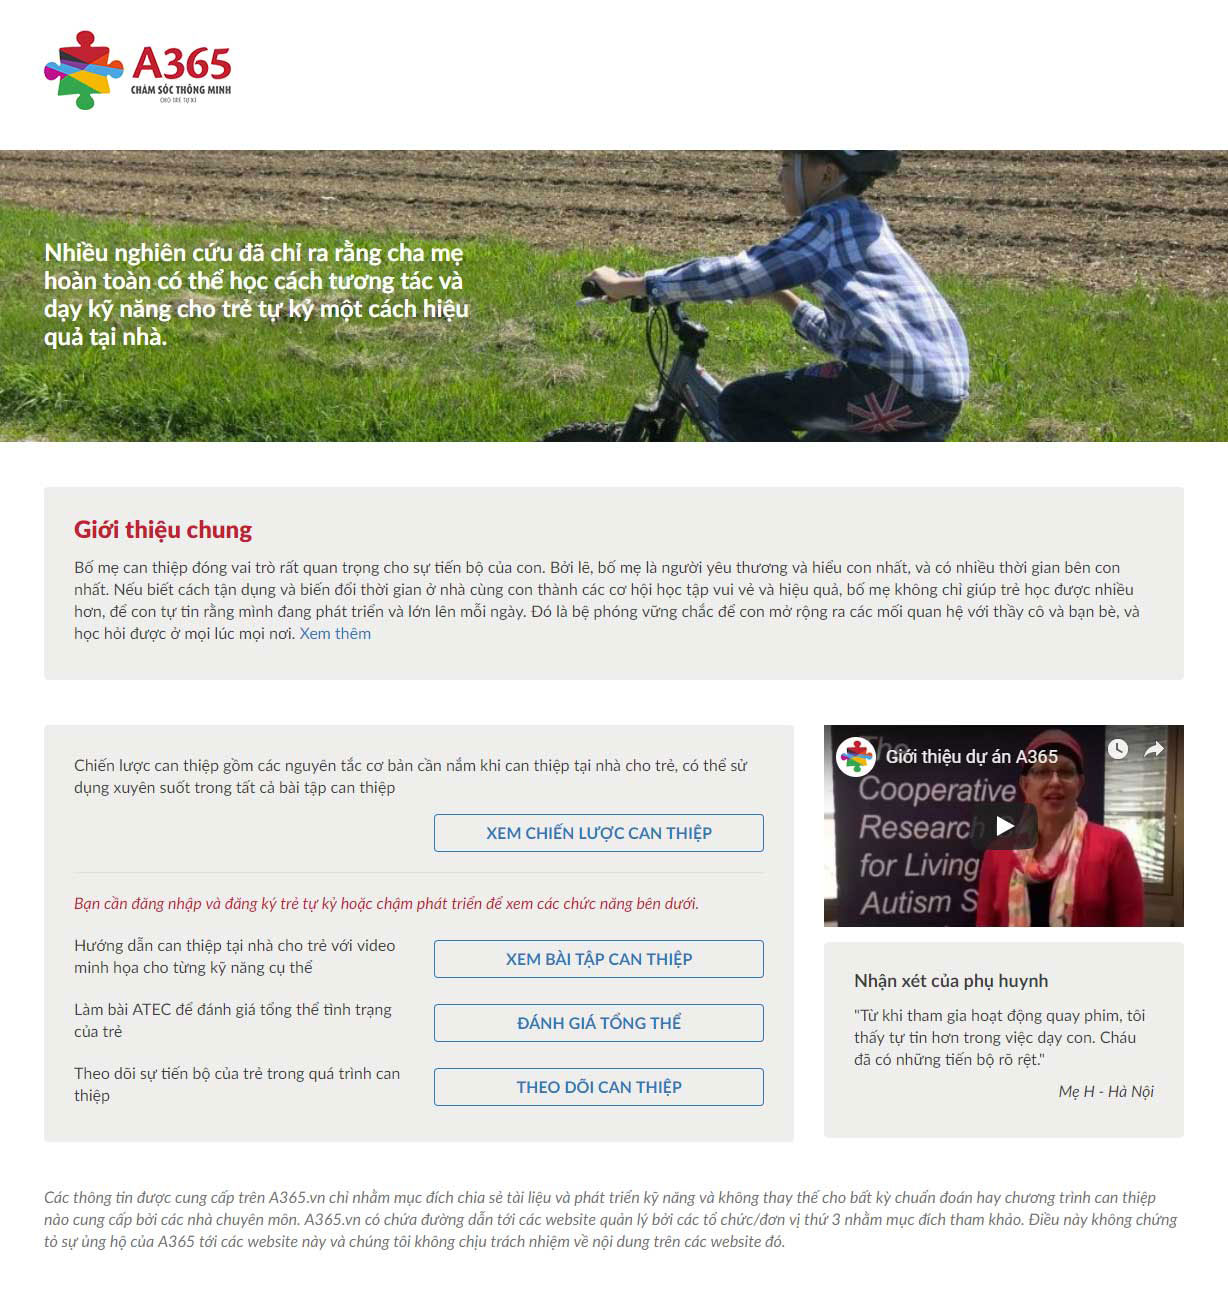 A365
CHĂM SÓC THÔNG MINH
CHO TRẺ TỰ KỶ
Nhiều nghiên cứu đã chỉ ra rằng cha mẹ
hoàn toàn có thể học cách tương tác và
dạy kỹ năng cho trẻ tự kỷ một cách hiệu
quả tại nhà.
Giới thiệu chung
Bố mẹ can thiệp đóng vai trò rất quan trọng cho sự tiến bộ của con. Bởi lẽ, bố mẹ là người yêu thương và hiểu con nhất, và có nhiều thời gian bên con
nhất. Nếu biết cách tận dụng và biến đổi thời gian ở nhà cùng con thành các cơ hội học tập vui vẻ và hiệu quả, bố mẹ không chỉ giúp trẻ học được nhiều
hơn, để con tự tin rằng mình đang phát triển và lớn lên mỗi ngày. Đó là bệ phóng vững chắc để con mở rộng ra các mối quan hệ với thầy cô và bạn bè, và
học hỏi được ở mọi lúc mọi nơi. Xem thêm
Chiến lược can thiệp gồm các nguyên tắc cơ bản cần nắm khi can thiệp tại nhà cho trẻ, có thể sử
dụng xuyên suốt trong tất cả bài tập can thiệp
XEM CHIẾN LƯỢC CAN THIỆP
Bạn cần đăng nhập và đăng ký trẻ tự kỷ hoặc chậm phát triển để xem các chức năng bên dưới.
Hướng dẫn can thiệp tại nhà cho trẻ với video
minh họa cho từng kỹ năng cụ thể
XEM BÀI TẬP CAN THIỆP
Làm bài ATEC để đánh giá tổng thể tình trạng
của trẻ
ĐÁNH GIÁ TỔNG THỂ
Theo dõi sự tiến bộ của trẻ trong quá trình can
thiệp
THEO DÕI CAN THIỆP
Giới thiệu dự án A365
The
Cooperative
Research
for Living
Autism S
Nhận xét của phụ huynh
"Từ khi tham gia hoạt động quay phim, tôi
thấy tự tin hơn trong việc dạy con. Cháu
đã có những tiến bộ rõ rệt."
Mẹ H - Hà Nội
Các thông tin được cung cấp trên A365.vn chỉ nhằm mục đích chia sẻ tài liệu và phát triển kỹ năng và không thay thế cho bất kỳ chuẩn đoán hay chương trình can thiệp
nào cung cấp bởi các nhà chuyên môn. A365.vn có chứa đường dẫn tới các website quản lý bởi các tổ chức/đơn vị thứ 3 nhằm mục đích tham khảo. Điều này không chứng
tỏ sự ủng hộ của A365 tới các website này và chúng tôi không chịu trách nhiệm về nội dung trên các website đó.